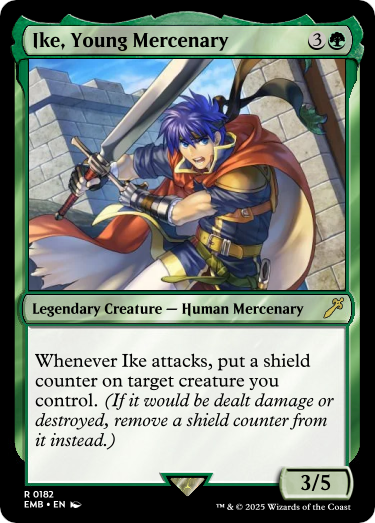 Ike, Young Mercenary 3
Legendary Creature — Human Mercenary
Whenever Ike attacks, put a shield
counter on target creature you
control. (If it would be dealt damage or
destroyed, remove a shield counter from
it instead.)
3/5
R 0182
EMB • EN
™ & © 2025 Wizards of the Coast